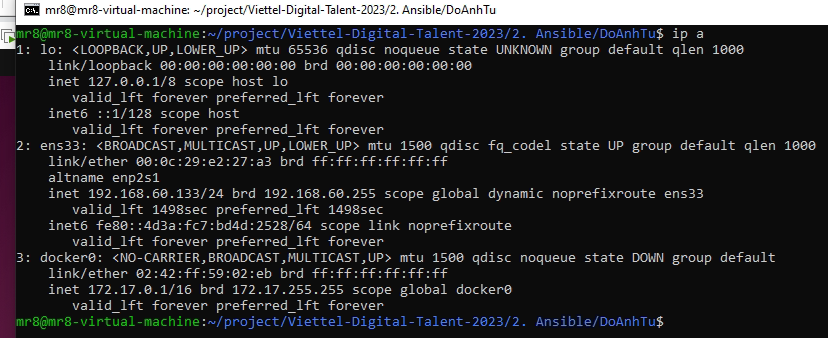 mr8@mr8-virtual-machine: ~/project/Viettel-Digital-Talent-2023/2. Ansible/DoAnhTu
mr8@mr8-virtual-machine:~/project/Viettel-Digital-Talent-2023/2. Ansible/DoAnhTu$ ip a
1: lo: <LOOPBACK,UP,LOWER_UP> mtu 65536 qdisc noqueue state UNKNOWN group default qlen 1000
    link/loopback 00:00:00:00:00:00 brd 00:00:00:00:00:00
    inet 127.0.0.1/8 scope host lo
       valid_lft forever preferred_lft forever
    inet6 ::1/128 scope host
       valid_lft forever preferred_lft forever
2: ens33: <BROADCAST,MULTICAST,UP,LOWER_UP> mtu 1500 qdisc fq_codel state UP group default qlen 1000
    link/ether 00:0c:29:e2:27:a3 brd ff:ff:ff:ff:ff:ff
    altname enp2s1
    inet 192.168.60.133/24 brd 192.168.60.255 scope global dynamic noprefixroute ens33
       valid_lft 1498sec preferred_lft 1498sec
    inet6 fe80::4d3a:fc7:bd4d:2528/64 scope link noprefixroute
       valid_lft forever preferred_lft forever
3: docker0: <NO-CARRIER,BROADCAST,MULTICAST,UP> mtu 1500 qdisc noqueue state DOWN group default
    link/ether 02:42:ff:59:02:eb brd ff:ff:ff:ff:ff:ff
    inet 172.17.0.1/16 brd 172.17.255.255 scope global docker0
       valid_lft forever preferred_lft forever
mr8@mr8-virtual-machine:~/project/Viettel-Digital-Talent-2023/2. Ansible/DoAnhTu$